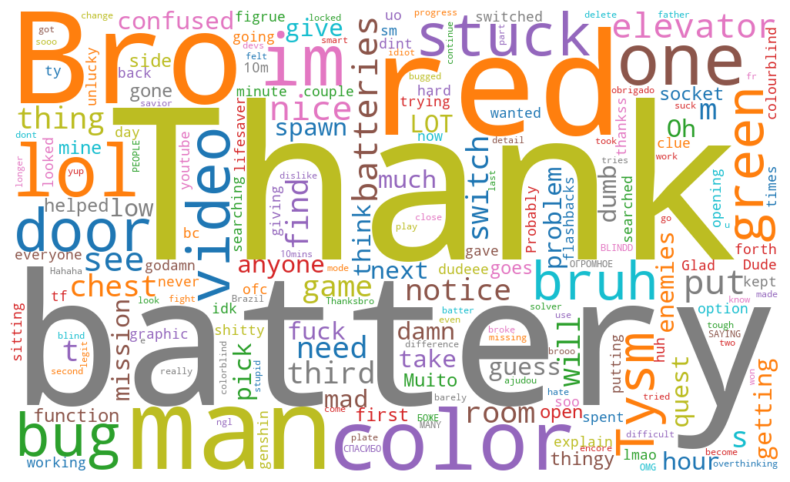 Thank
battery
Bro
red
man
im
one
stuck
lol
door
video
green
color
bug
bruh
Tysm
elevator
confused
figrue
give
batteries
nice
socket
m
Oh
LOT
thing
side
back
gone
10m
going
unlucky
ty
uo
sm
dint
idiot
switched
hard
trying
now
clue
wanted
colourblind
times
change
got
sooo
felt
devs
smart
locked
progress
continue
part
bugged
delete
father
obrigado
suck
work
fr
took
thankss
detail
tries
searched
opening
dumb
problem
flashbacks
switch
think
much
find
giving
dislike
minute
couple
spawn
lifesaver
searching
youtube
looked
mine
day
PEOPLE
savior
dont
longer
yup
helped
low
see
bc
everyone
godamn
chest
never
ofc
anyone
10mins
play
close
last
game
next
goes
gave
dudeee
notice
BLINDD
ОГРОМНОЕ
Probably
go
enemies
forth
Glad
Dude
put
kept
option
know
made
Hahaha
tf
look
fight
mode
Brazil
Thanksbro
sitting
mission
graphic
idk
shitty
fuck
need
damn
take
guess
will
batter
even
solver
use
broke
missing
brooo
difference
quest
putting
huh
tough
SAYING
two
t
blind
legit
second
e
really
colorblind
stupid
pick
third
mad
Muito
ajudou
barely
hate
first
room
open
soo
spent
s
hour
getting
tried
won
function
working
ngl
genshin
come
plate
СПАСИБО
БОЖЕ
MANY
encore
explain
thingy
lmao
OMG
difficult
become
overthinking